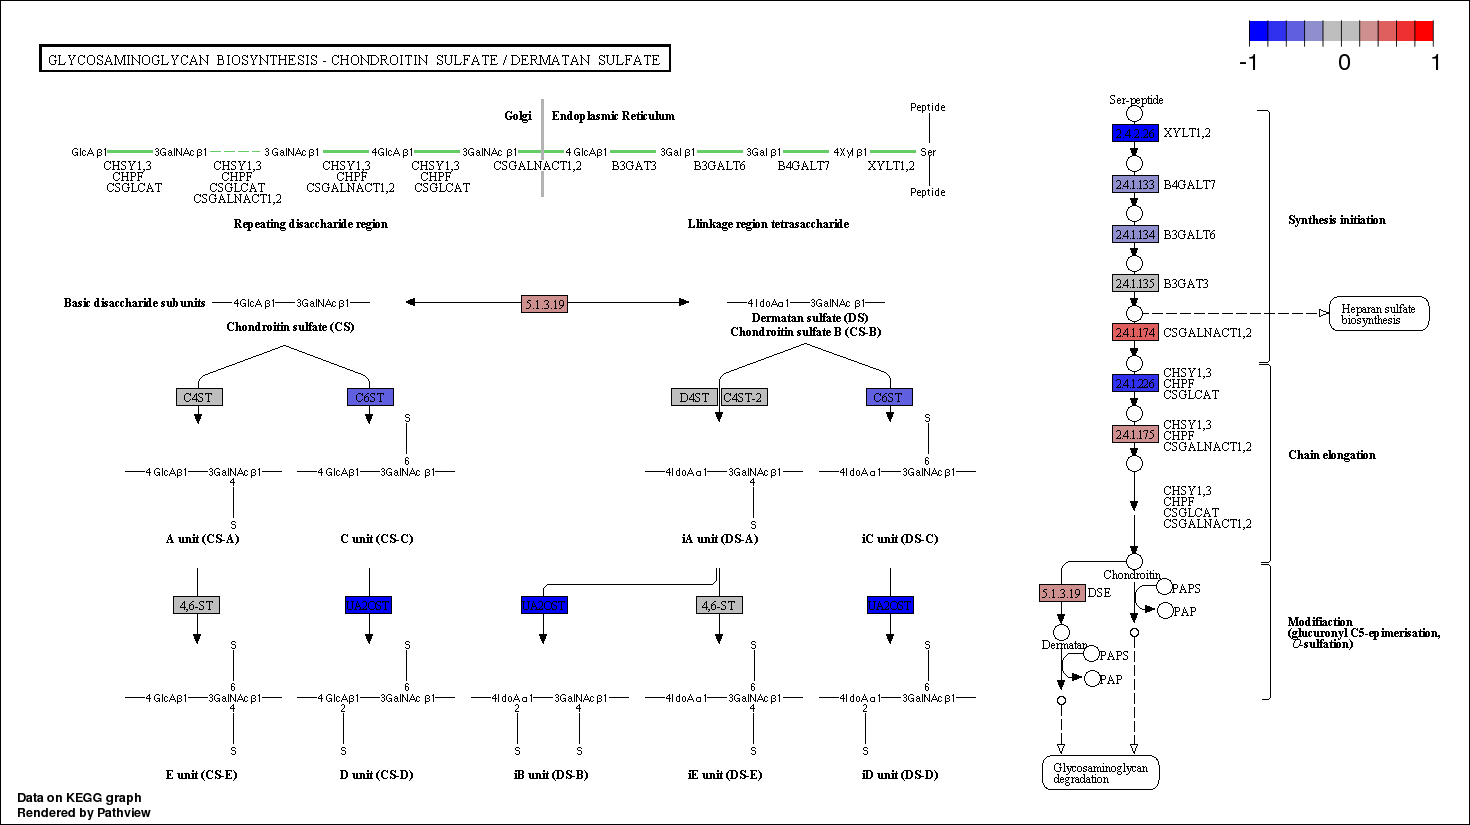 -1 0 1
GLYCOSAMINOGLYCAN BIOSYNTHESIS - CHONDROITIN SULFATE / DERMATAN SULFATE
Golgi Endoplasmic Reticulum
Peptide
GlcA β1 3GalNAc β1 3GalNAc β1 4GlcA β1 3GalNAc β1 4 GlcA β1 3Gal β1 3Gal β1 4Xyl β1 Ser
CHSY1,3 CHSY1,3 CHSY1,3 CHSY1,3 CSGALNACT1,2 B3GAT3 B3GALT6 B4GALT7 XYLT1,2
CHPF CHPF CHPF CHPF
CSGLCAT CSGLCAT CSGALNACT1,2 CSGLCAT
CSGALNACT1,2
Peptide
Repeating disaccharide region Llinkage region tetrasaccharide
Basic disaccharide subunits 4GlcA β1 3GalNAc β1 5.1.3.19 4IdoA α1 3GalNAc β1
Chondroitin sulfate (CS)
Dermatan sulfate (DS)
Chondroitin sulfate B (CS-B)
C4ST C6ST D4ST C4ST-2 C6ST
S S
6 6
4 GlcAβ1 3GalNAc β1 4 GlcAβ1 3GalNAc β1 4IdoA α1 3GalNAc β1 4IdoA α1 3GalNAc β1
4 4
S S
A unit (CS-A) C unit (CS-C) iA unit (DS-A) iC unit (DS-C)
4,6-ST 4,6-ST
S S S S
6 6 6 6
4 GlcAβ1 3GalNAc β1 4 GlcAβ1 3GalNAc β1 4IdoA α1 3GalNAc β1 4IdoA α1 3GalNAc β1 4IdoA α1 3GalNAc β1
4 2 2 4 4 2
S S S S S S
E unit (CS-E) D unit (CS-D) iB unit (DS-B) iE unit (DS-E) iD unit (DS-D)
Ser-peptide
XYLT1,2
2.4.1.133 B4GALT7
2.4.1.134 B3GALT6
2.4.1.135 B3GAT3
Heparan sulfate
biosynthesis
2.4.1.174 CSGALNACT1,2
Synthesis initiation
2.4.1.226 CHSY1,3
CHPF
CSGLCAT
2.4.1.175 CHSY1,3
CHPF
CSGALNACT1,2
Chain elongation
CHSY1,3
CHPF
CSGLCAT
CSGALNACT1,2
Chondroitin
5.1.3.19 DSE PAPS
PAP
Dermatan
PAPS
PAP
Modifiaction
(glucuronyl C5-epimerisation,
O-sulfation)
Glycosaminoglycan
degradation
Data on KEGG graph
Rendered by Pathview